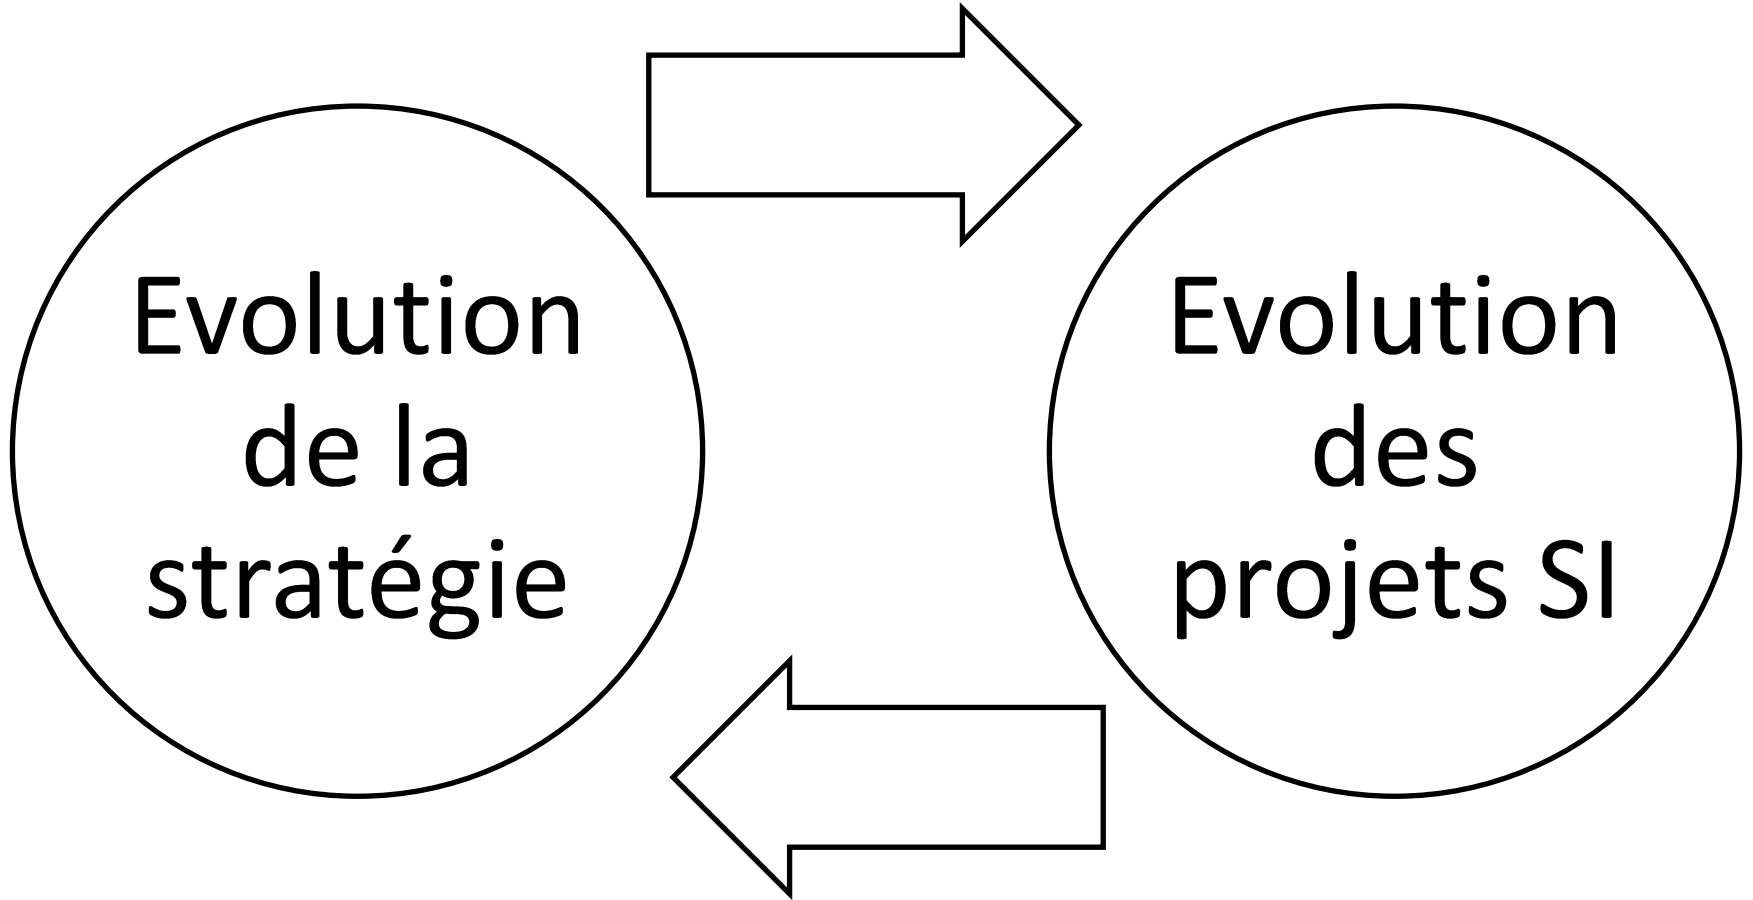 Evolution
de la
stratégie
Evolution
des
projets SI